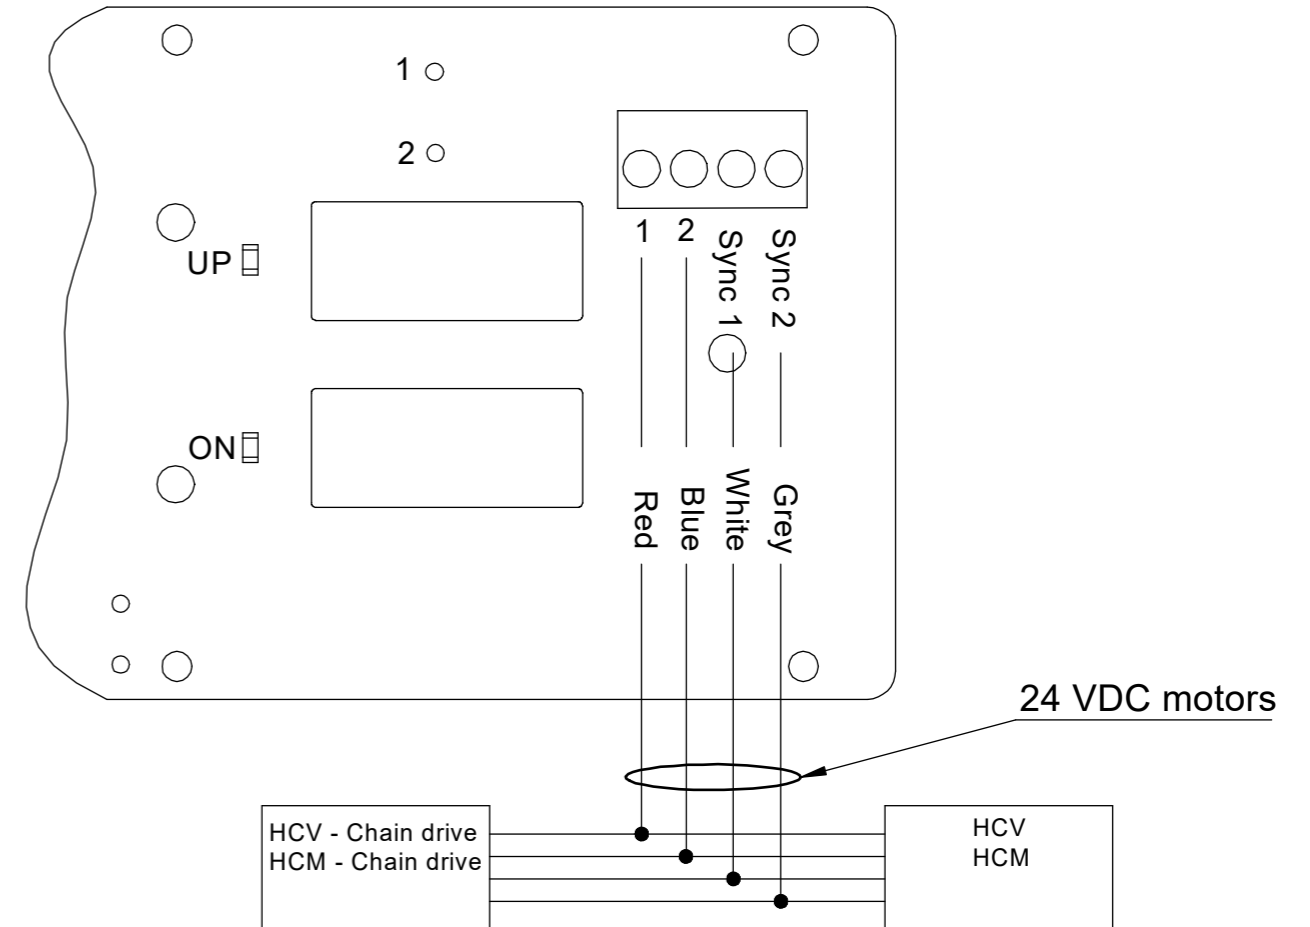 1
2
UP
ON
1 2 Sync 1 Sync 2
Red Blue White Grey
24 VDC motors
HCV - Chain drive
HCM - Chain drive
HCV
HCM